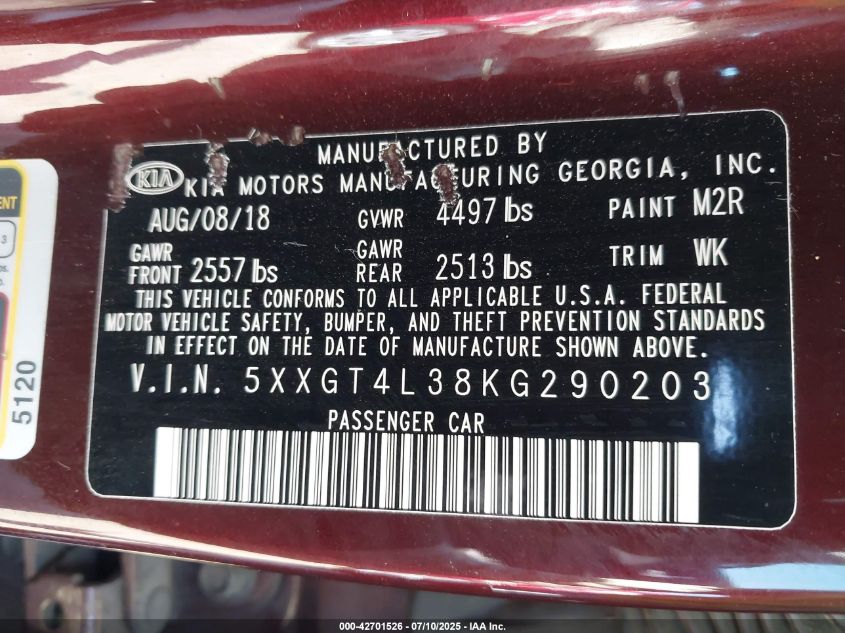 MANUFACTURED BY
KIA KIA MOTORS MANUFACTURING GEORGIA, INC.
AUG/08/18 GVWR 4497 lbs PAINT M2R
GAWR FRONT 2557 lbs GAWR REAR 2513 lbs TRIM WK
THIS VEHICLE CONFORMS TO ALL APPLICABLE U.S.A. FEDERAL
MOTOR VEHICLE SAFETY, BUMPER, AND THEFT PREVENTION STANDARDS
IN EFFECT ON THE DATE OF MANUFACTURE SHOWN ABOVE.
V.I.N. 5XXGT4L38KG290203
PASSENGER CAR
ENT
3
5120
000-42701526 - 07/10/2025 - IAA Inc.